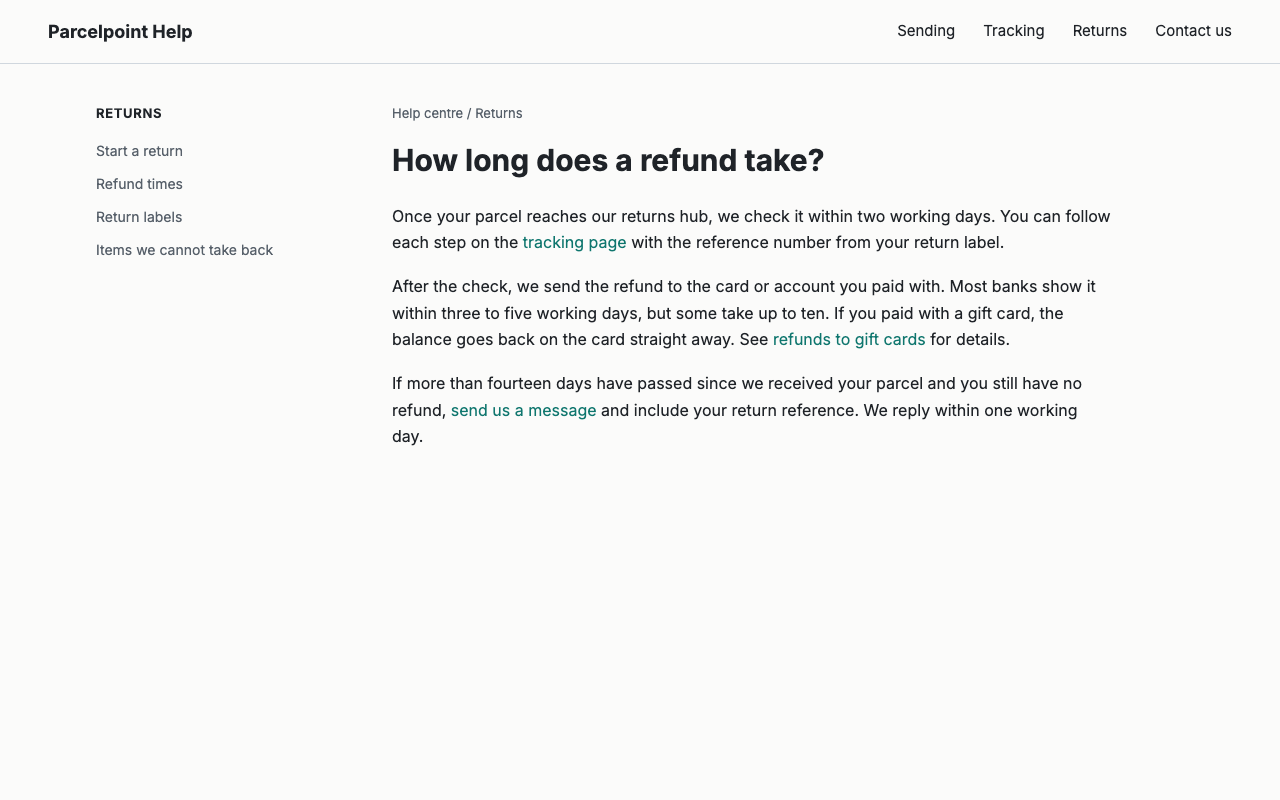 Parcelpoint Help
Sending
Tracking
Returns
Contact us
RETURNS
Start a return
Refund times
Return labels
Items we cannot take back
Help centre / Returns
How long does a refund take?
Once your parcel reaches our returns hub, we check it within two working days. You can follow
each step on the tracking page with the reference number from your return label.
After the check, we send the refund to the card or account you paid with. Most banks show it
within three to five working days, but some take up to ten. If you paid with a gift card, the
balance goes back on the card straight away. See refunds to gift cards for details.
If more than fourteen days have passed since we received your parcel and you still have no
refund, send us a message and include your return reference. We reply within one working
day.